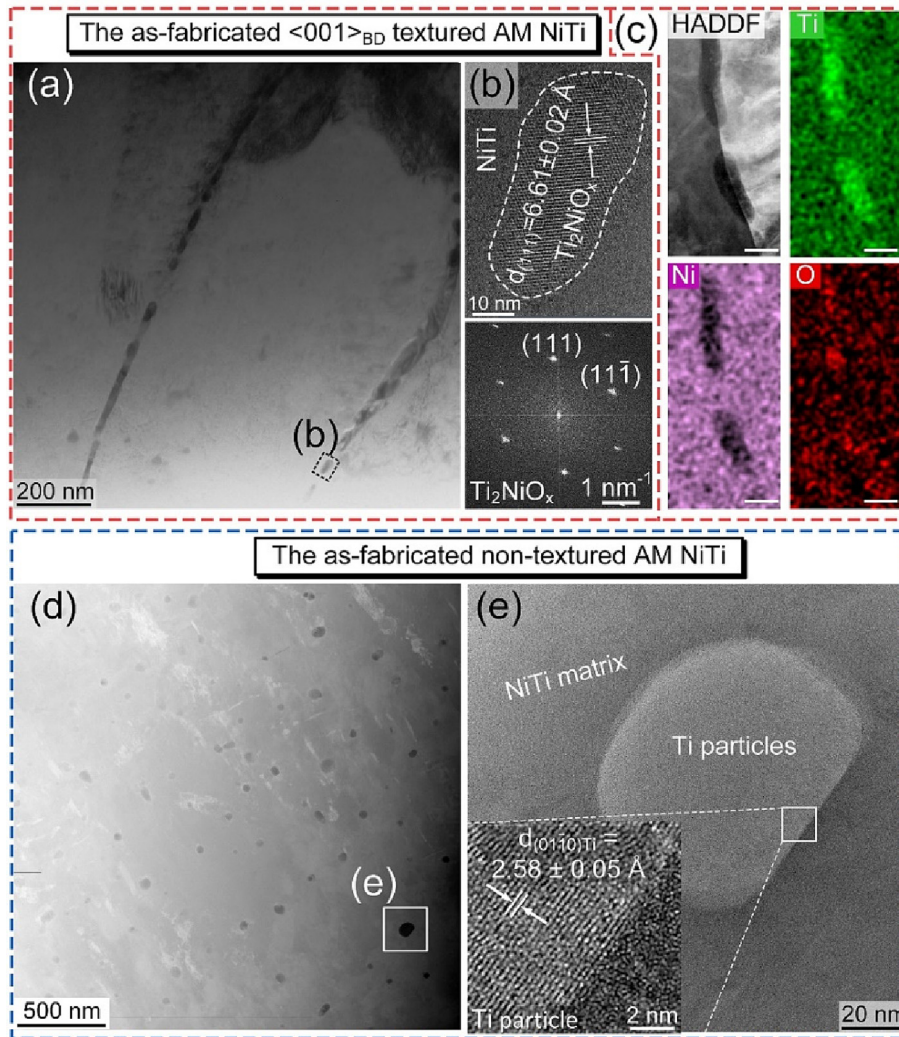 The as-fabricated <001>BD textured AM NiTi
(a)
(b)
200 nm
(b)
NiTi
d(111)=6.61±0.02 Å
Ti₂NiOₓ
10 nm
(111)
(111̄)
Ti₂NiOₓ
1 nm⁻¹
(c)
HADDF
Ti
Ni
O
The as-fabricated non-textured AM NiTi
(d)
(e)
500 nm
(e)
NiTi matrix
Ti particles
d(011̄0)Ti =
2.58 ± 0.05 Å
Ti particle
2 nm
20 nm